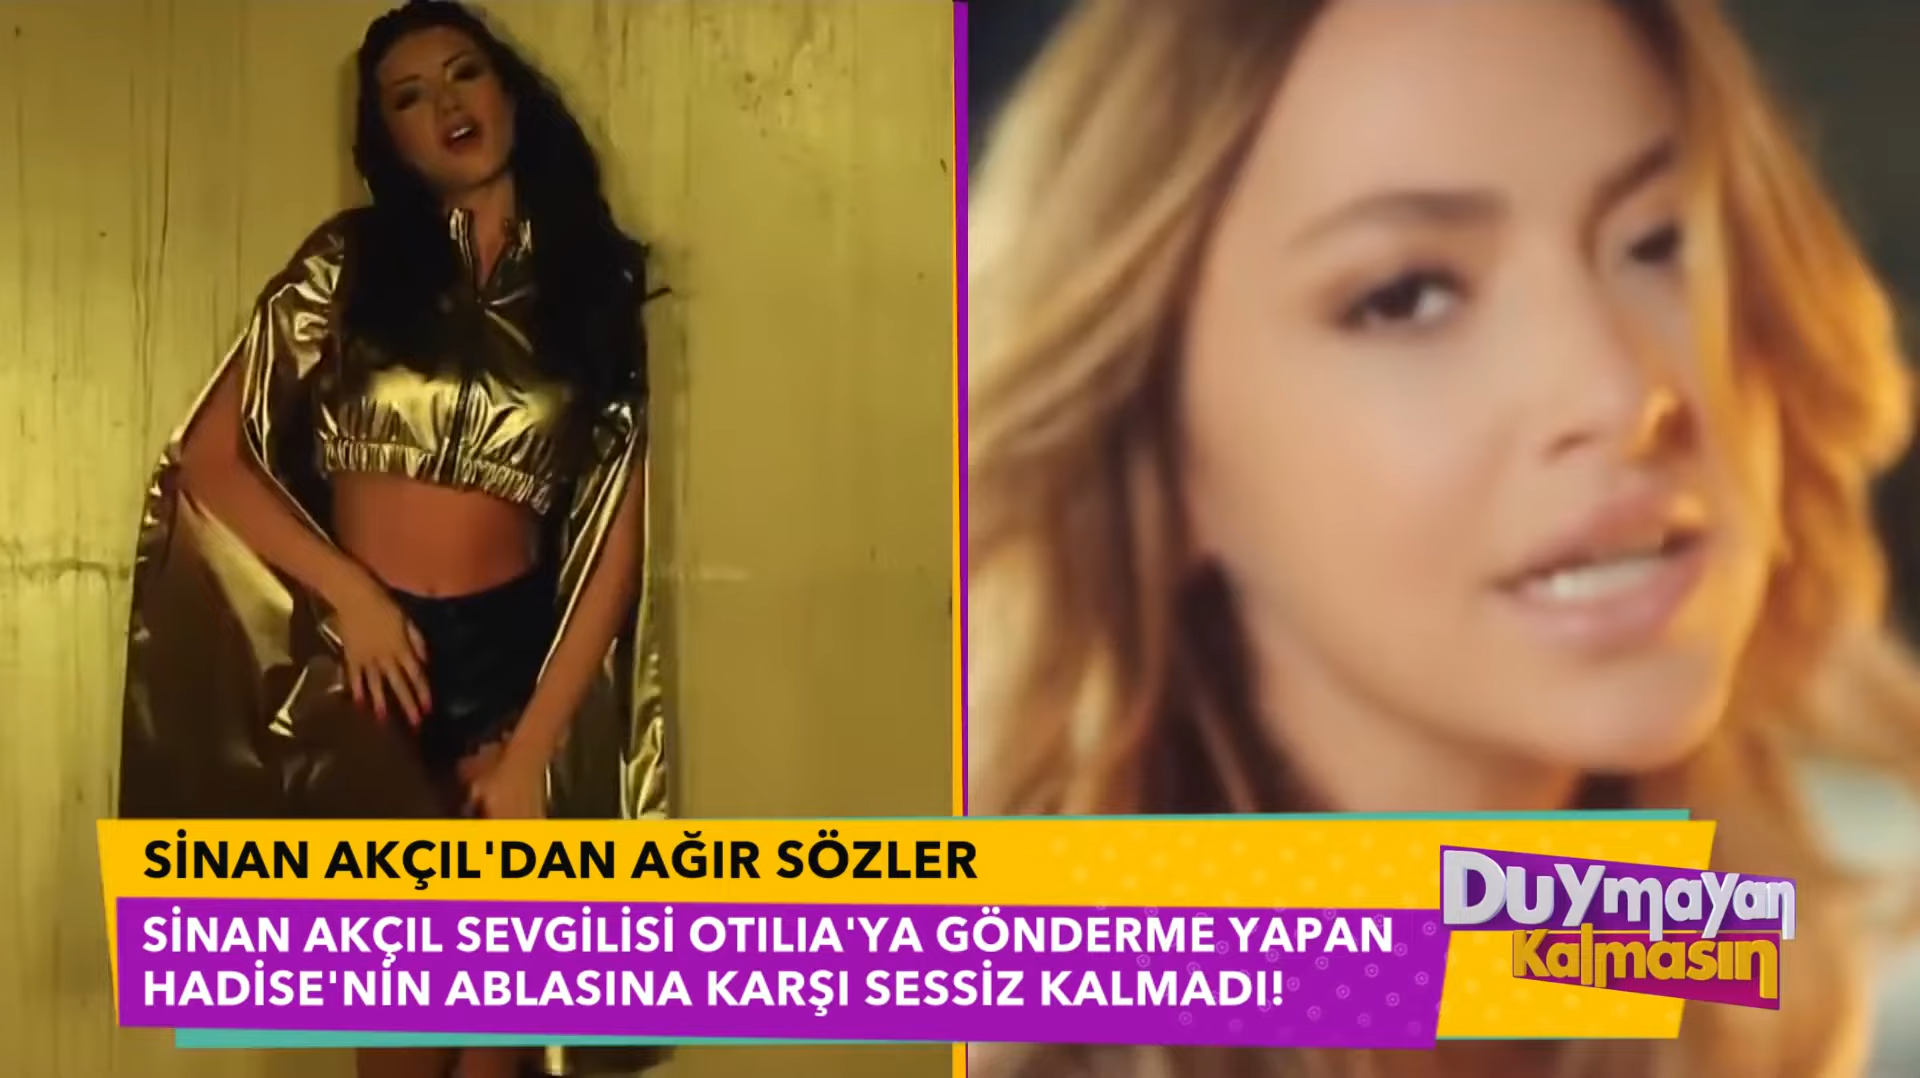 SİNAN AKÇIL'DAN AĞIR SÖZLER
SİNAN AKÇIL SEVGİLİSİ OTILIA'YA GÖNDERME YAPAN
HADİSE'NİN ABLASINA KARŞI SESSİZ KALMADI!
Duymayan
Kalmasın